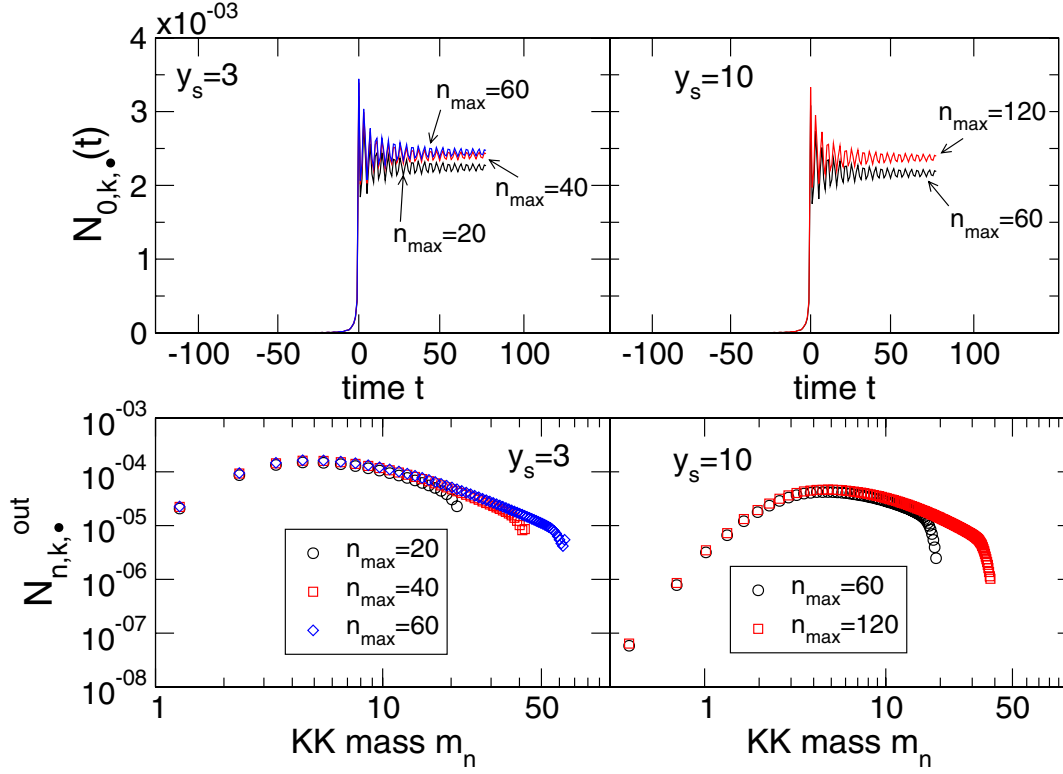 x10^-03
4
3
2
1
0
N_0,k,•(t)
y_s=3
n_max=60
n_max=40
n_max=20
-100 -50 0 50 100
time t
y_s=10
n_max=120
n_max=60
-100 -50 0 50 100
time t
10^-03
10^-04
10^-05
10^-06
10^-07
10^-08
N_n,k,•^out
y_s=3
n_max=20
n_max=40
n_max=60
1 10 50
KK mass m_n
y_s=10
n_max=60
n_max=120
1 10 50
KK mass m_n